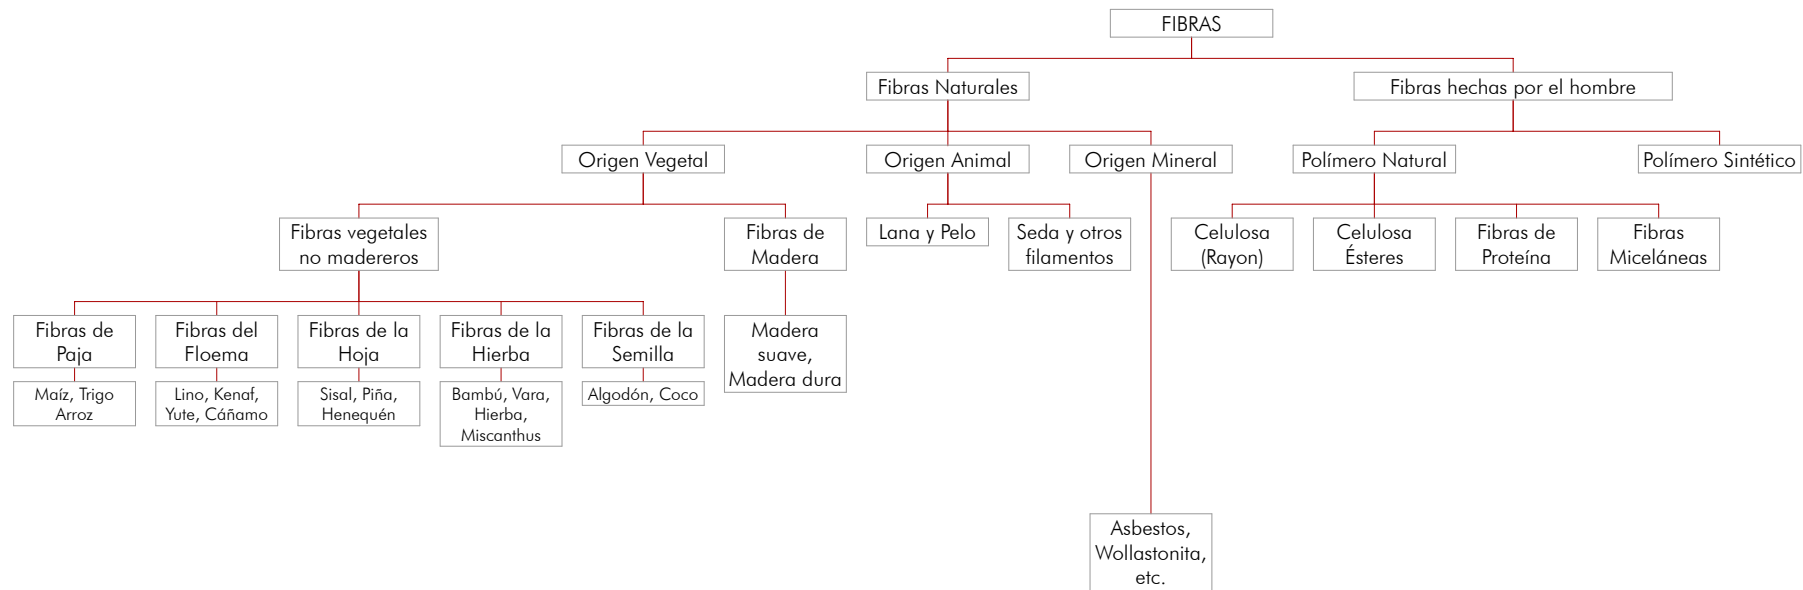 FIBRAS
Fibras Naturales
Fibras hechas por el hombre
Origen Vegetal
Origen Animal
Origen Mineral
Polímero Natural
Polímero Sintético
Fibras vegetales
no madereros
Fibras de
Madera
Lana y Pelo
Seda y otros
filamentos
Celulosa
(Rayon)
Celulosa
Ésteres
Fibras de
Proteína
Fibras
Miceláneas
Fibras de
Paja
Fibras del
Floema
Fibras de la
Hoja
Fibras de la
Hierba
Fibras de la
Semilla
Madera
suave,
Madera dura
Maíz, Trigo
Arroz
Lino, Kenaf,
Yute, Cáñamo
Sisal, Piña,
Henequén
Bambú, Vara,
Hierba,
Miscanthus
Algodón, Coco
Asbestos,
Wollastonita,
etc.